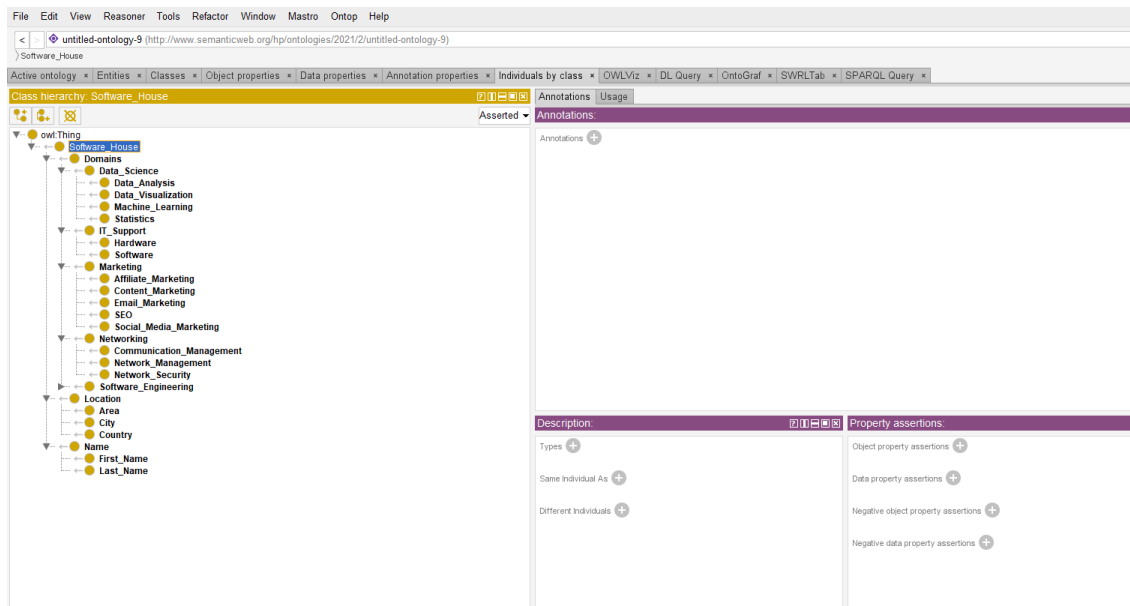 File Edit View Reasoner Tools Refactor Window Mastro Ontop Help
< > untitled-ontology-9 (http://www.semanticweb.org/hp/ontologies/2021/2/untitled-ontology-9)
Software_House
Active ontology × Entities × Classes × Object properties × Data properties × Annotation properties × Individuals by class × OWLViz × DL Query × OntoGraf × SWRLTab × SPARQL Query ×
Class hierarchy: Software_House
Asserted
owl:Thing
Software_House
Domains
Data_Science
Data_Analysis
Data_Visualization
Machine_Learning
Statistics
IT_Support
Hardware
Software
Marketing
Affiliate_Marketing
Content_Marketing
Email_Marketing
SEO
Social_Media_Marketing
Networking
Communication_Management
Network_Management
Network_Security
Software_Engineering
Location
Area
City
Country
Name
First_Name
Last_Name
Annotations Usage
Annotations:
Annotations
Description:
Types
Same Individual As
Different Individuals
Property assertions:
Object property assertions
Data property assertions
Negative object property assertions
Negative data property assertions